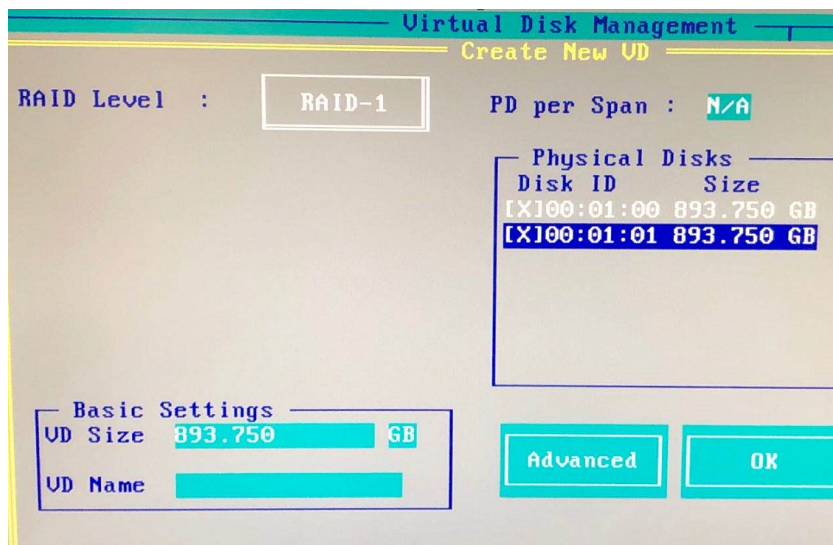 Virtual Disk Management
Create New VD
RAID Level : RAID-1 PD per Span : N/A
Physical Disks
Disk ID Size
[X]00:01:00 893.750 GB
[X]00:01:01 893.750 GB
Basic Settings
VD Size 893.750 GB
Advanced OK
VD Name